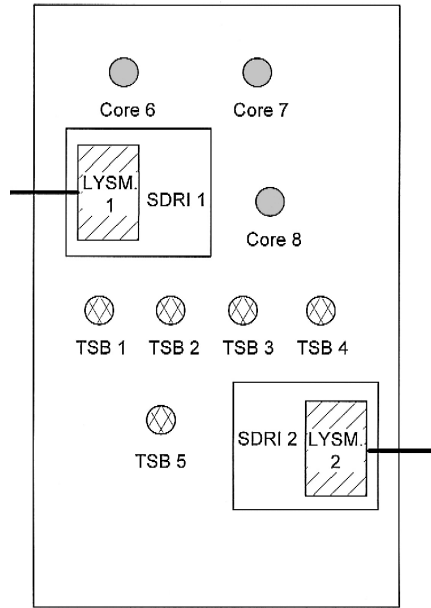 Core 6
Core 7
LYSM.
1
SDRI 1
Core 8
TSB 1
TSB 2
TSB 3
TSB 4
SDRI 2
LYSM.
2
TSB 5